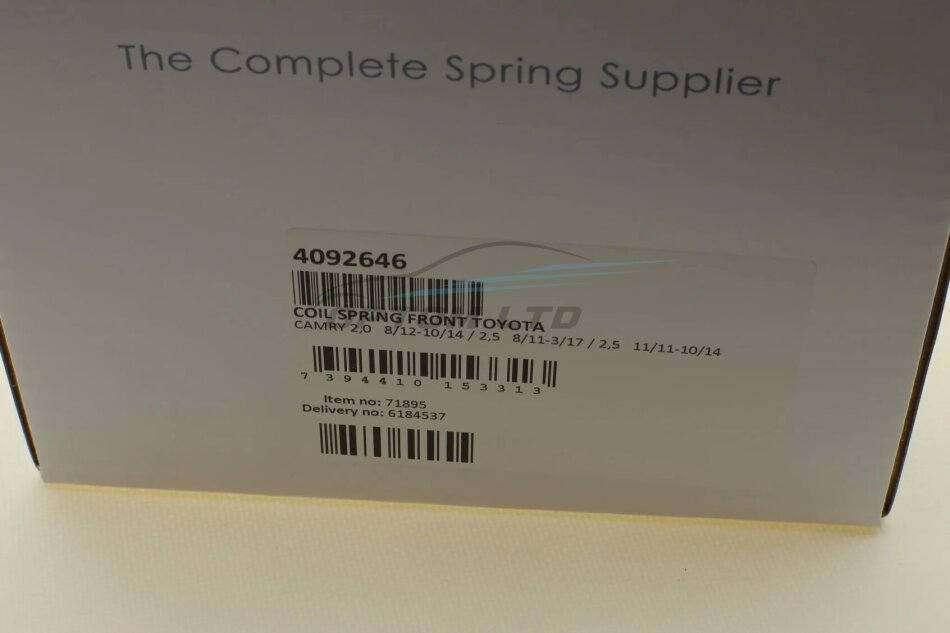 The Complete Spring Supplier
4092646
COIL SPRING FRONT TOYOTA
CAMRY 2,0 8/12-10/14 / 2,5 8/11-3/17 / 2,5 11/11-10/14
7 394410 153313
Item no: 71895
Delivery no: 6184537
LTD